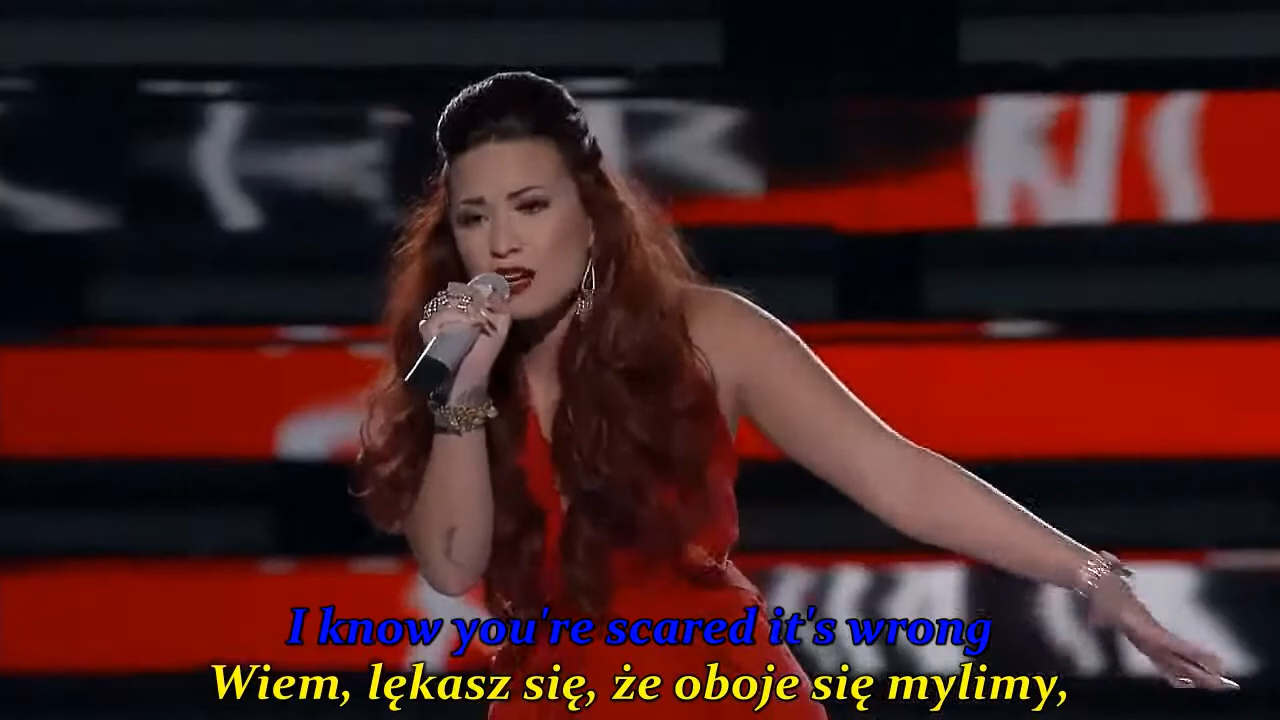 I know you're scared it's wrong
Wiem, lękasz się, że oboje się mylimy,